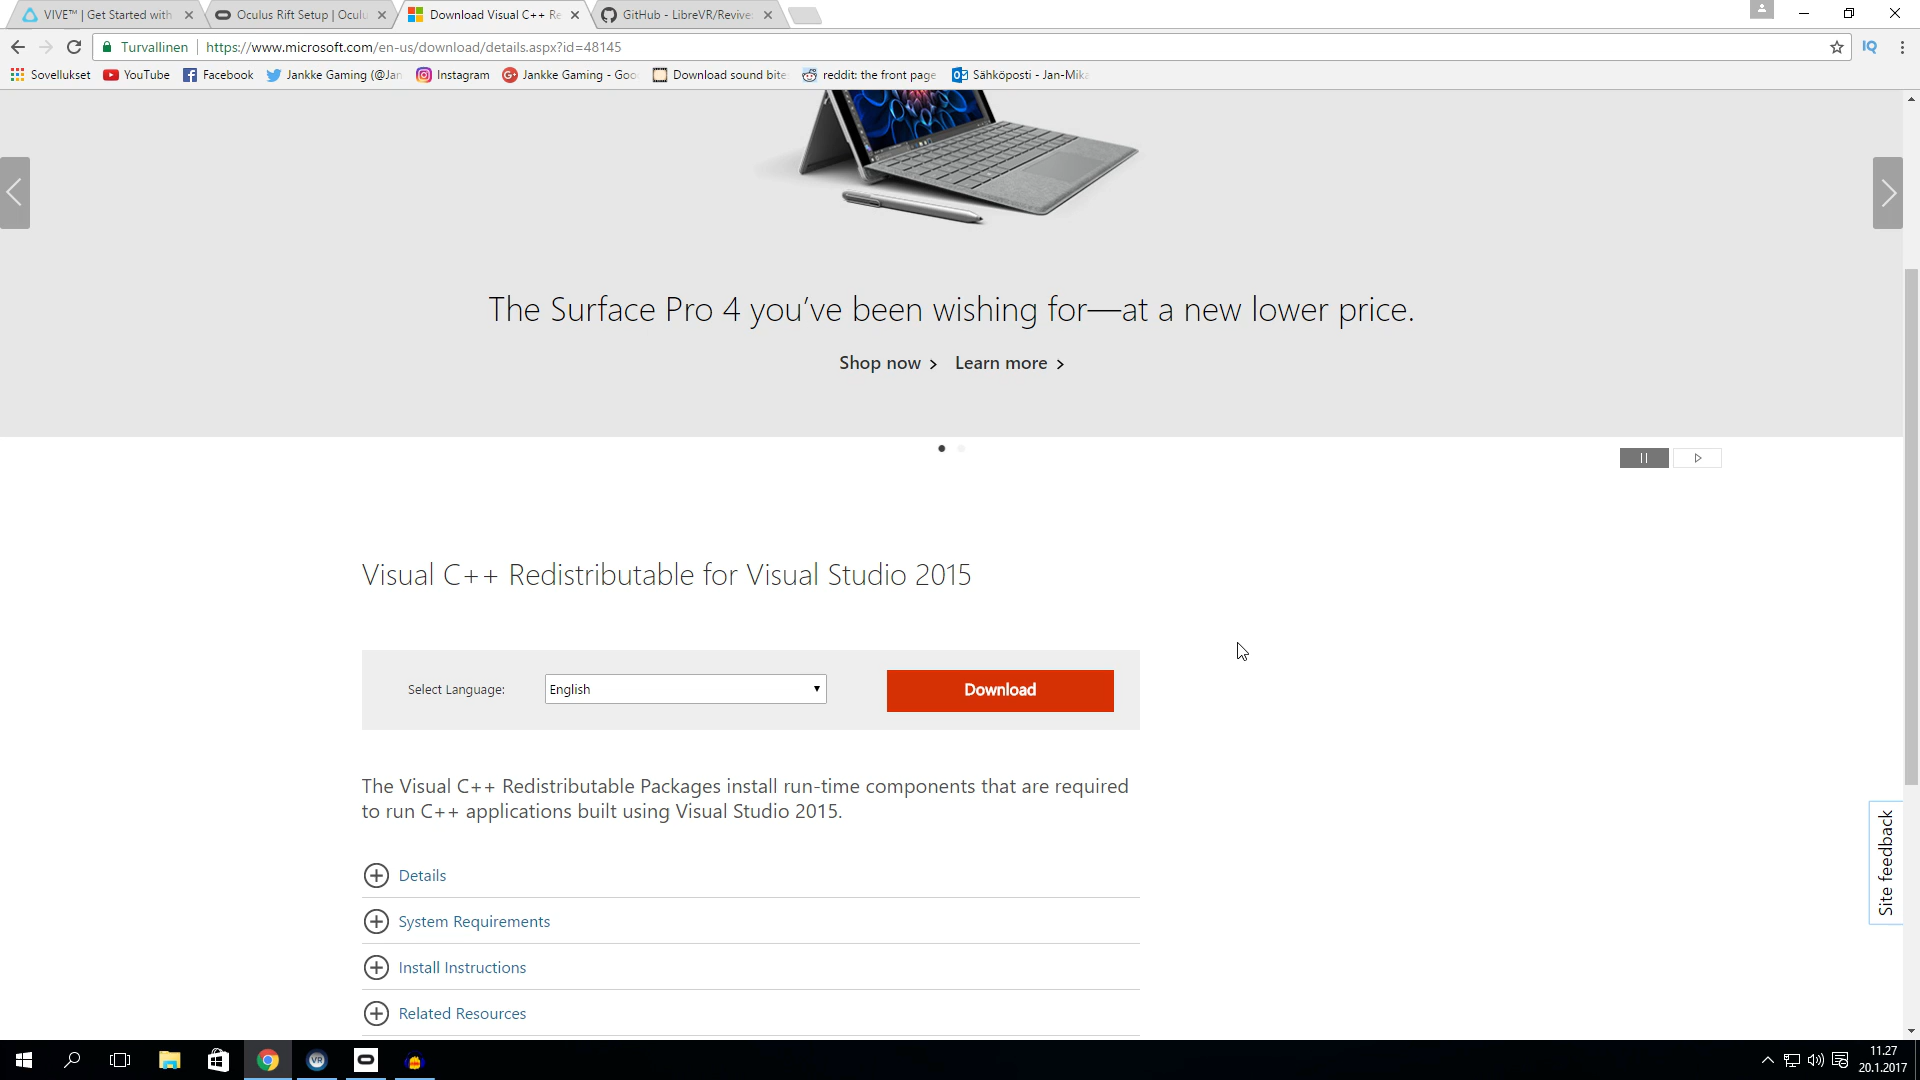 VIVE™ | Get Started with
Oculus Rift Setup | Oculu
Download Visual C++ Re
GitHub - LibreVR/Revive:
Turvallinen
https://www.microsoft.com/en-us/download/details.aspx?id=48145
IQ
Sovellukset
YouTube
Facebook
Jankke Gaming (@Jan
Instagram
Jankke Gaming - Goo
Download sound bite
reddit: the front page
Sähköposti - Jan-Mika
The Surface Pro 4 you've been wishing for—at a new lower price.
Shop now
Learn more
Visual C++ Redistributable for Visual Studio 2015
Select Language:
English
Download
The Visual C++ Redistributable Packages install run-time components that are required
to run C++ applications built using Visual Studio 2015.
Details
System Requirements
Install Instructions
Related Resources
Site feedback
VR
11.27
20.1.2017